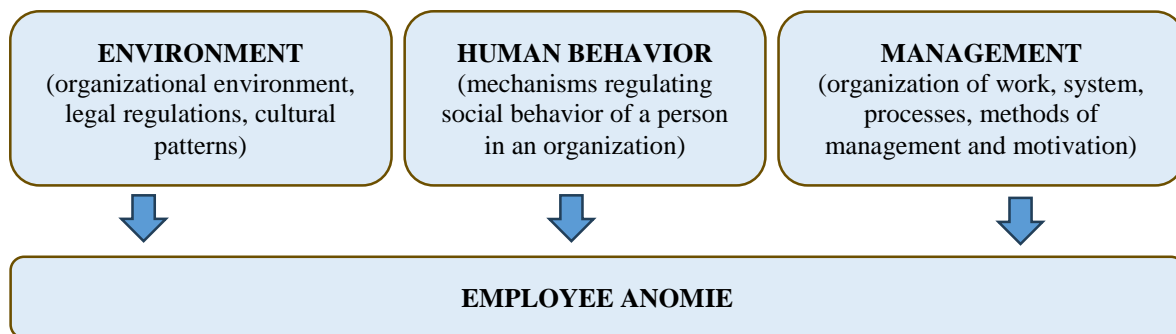 ENVIRONMENT
(organizational environment,
legal regulations, cultural
patterns)
HUMAN BEHAVIOR
(mechanisms regulating
social behavior of a person
in an organization)
MANAGEMENT
(organization of work, system,
processes, methods of
management and motivation)
EMPLOYEE ANOMIE